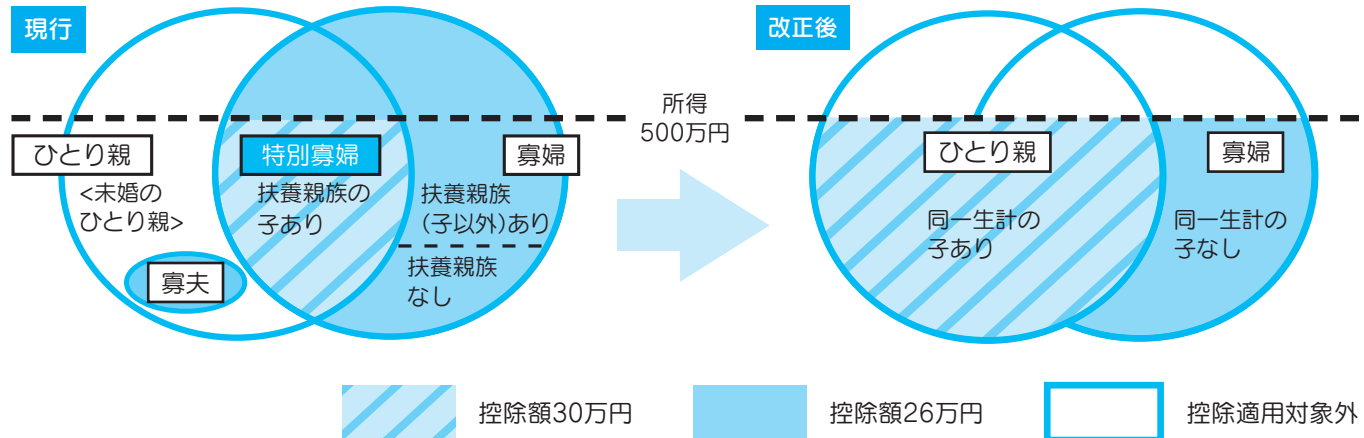 現行
改正後
所得
500万円
ひとり親
特別寡婦
寡婦
<未婚の
ひとり親>
扶養親族の
子あり
扶養親族
(子以外)あり
扶養親族
なし
寡夫
ひとり親
寡婦
同一生計の
子あり
同一生計の
子なし
控除額30万円
控除額26万円
控除適用対象外